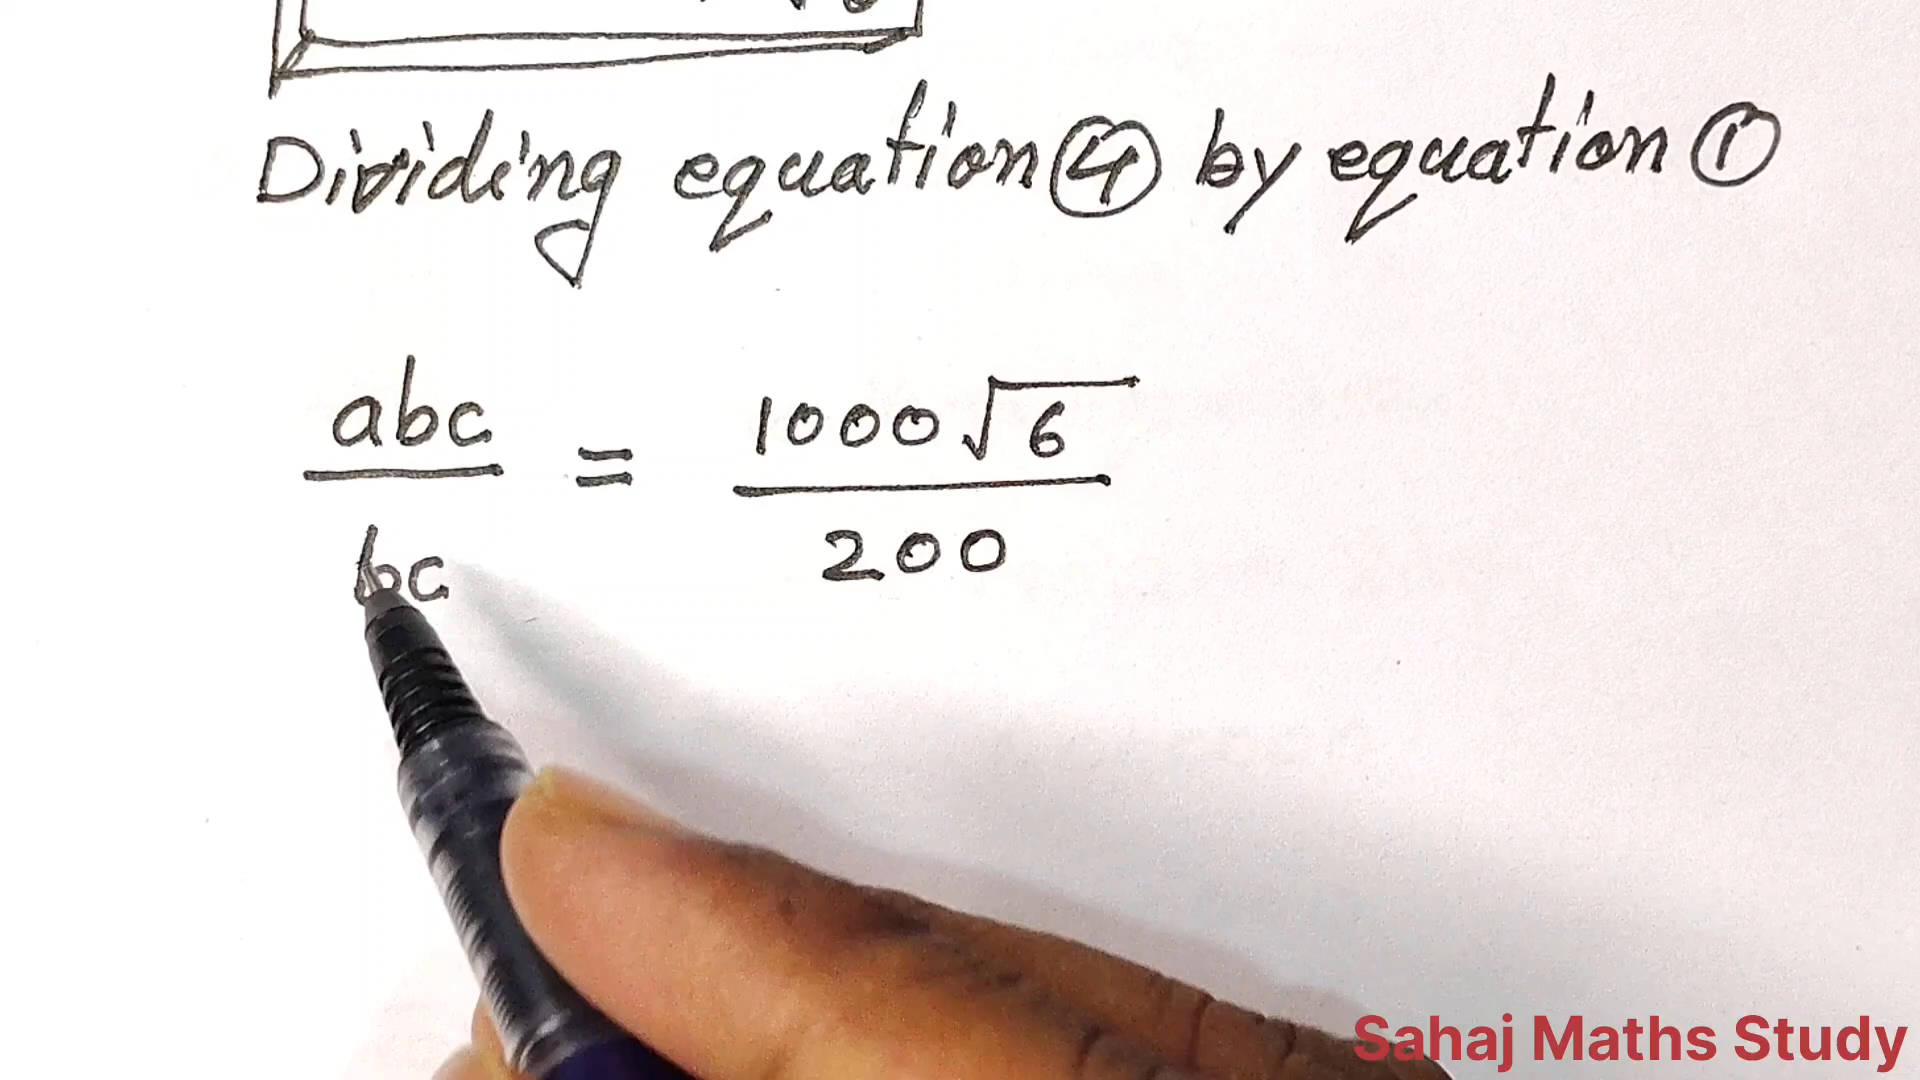 Dividing equation ④ by equation ①
abc / bc = 1000√6 / 200
Sahaj Maths Study